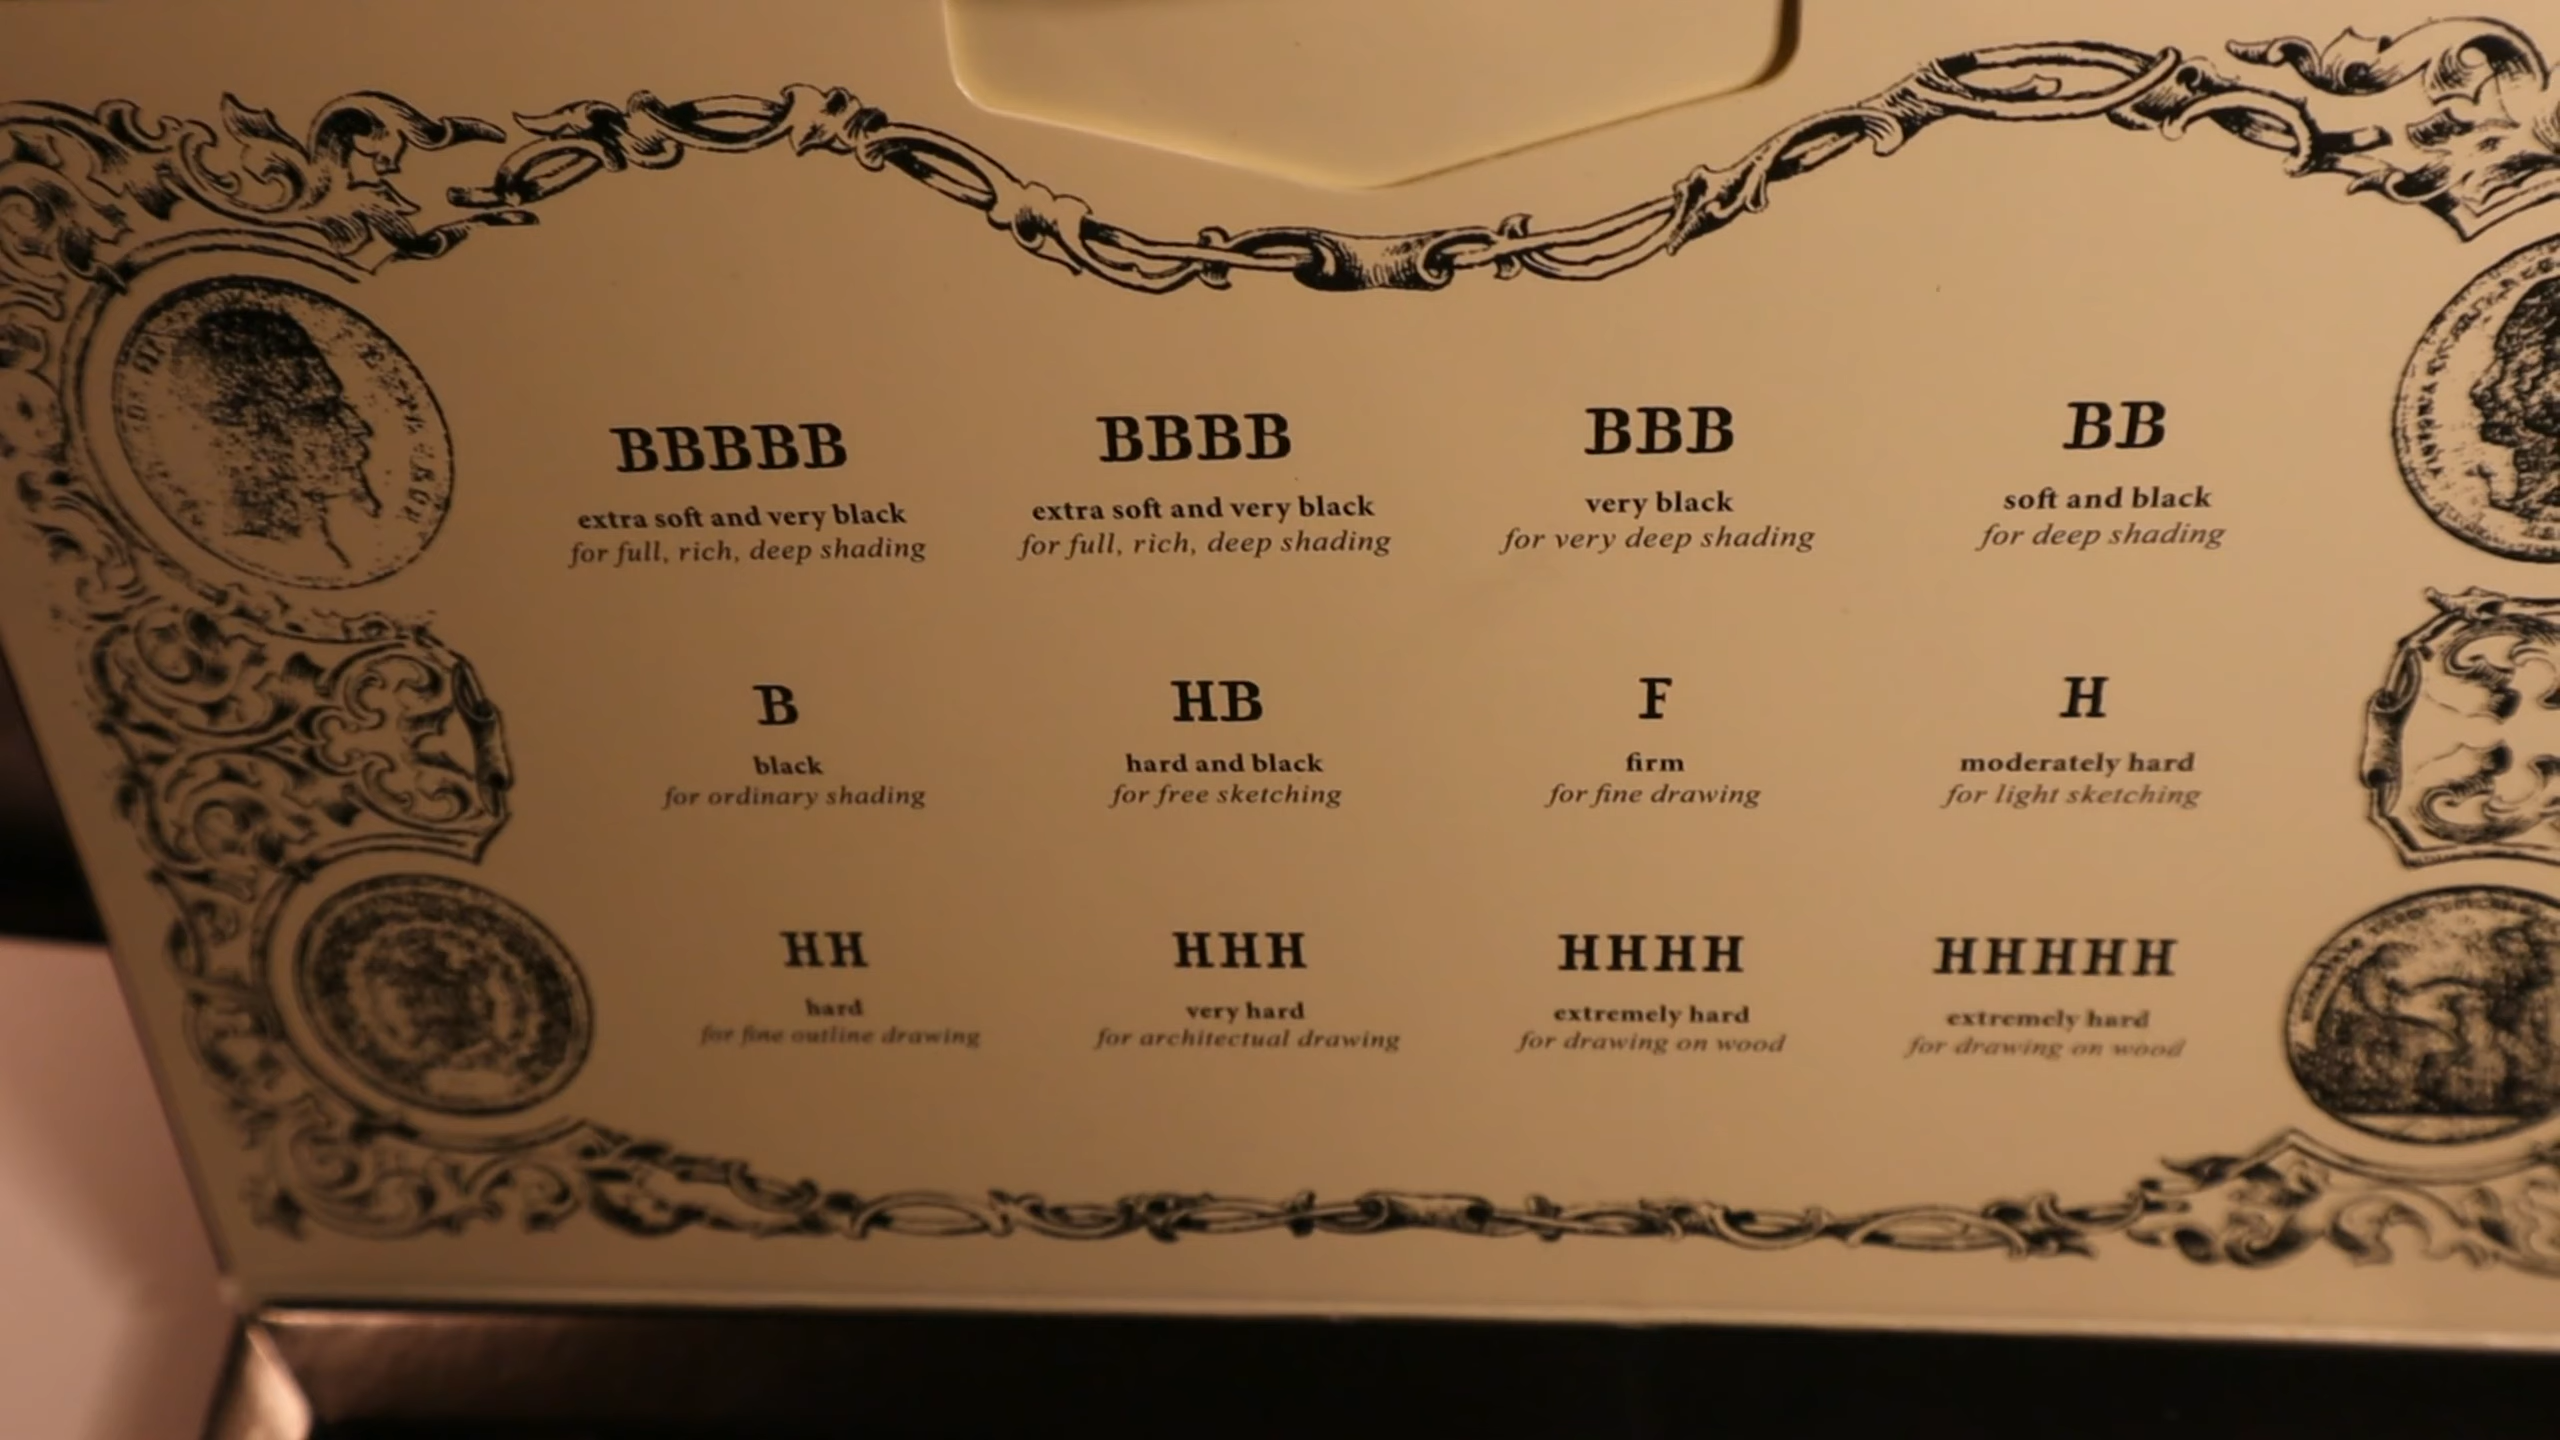 BBBBB
extra soft and very black
for full, rich, deep shading
BBBB
extra soft and very black
for full, rich, deep shading
BBB
very black
for very deep shading
BB
soft and black
for deep shading
B
black
for ordinary shading
HB
hard and black
for free sketching
F
firm
for fine drawing
H
moderately hard
for light sketching
HH
hard
for fine outline drawing
HHH
very hard
for architectual drawing
HHHH
extremely hard
for drawing on wood
HHHHH
extremely hard
for drawing on wood